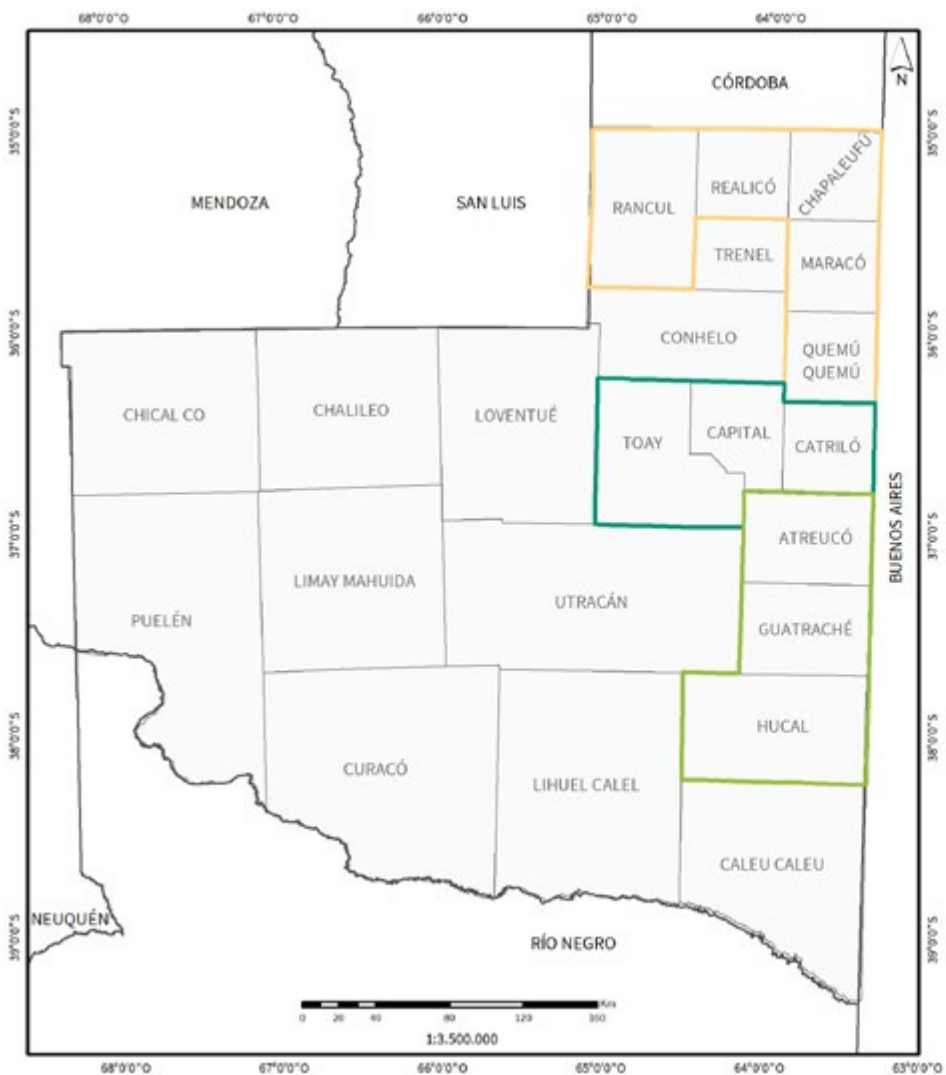 68°0'0"O 67°0'0"O 66°0'0"O 65°0'0"O 64°0'0"O
N
CÓRDOBA
35°0'0"S
35°0'0"S
CHAPALEUFÚ
REALICÓ
MENDOZA
SAN LUIS
RANCUL
TRENEL
MARACÓ
36°0'0"S
36°0'0"S
CONHELO
QUEMÚ
QUEMÚ
CHICAL CO
CHALILEO
LOVENTUÉ
TOAY
CAPITAL
CATRILÓ
BUENOS AIRES
37°0'0"S
37°0'0"S
ATREUCÓ
LIMAY MAHUIDA
UTRACÁN
PUELÉN
GUATRACHÉ
38°0'0"S
38°0'0"S
HUCAL
CURACÓ
LIHUEL CALEL
CALEU CALEU
NEUQUÉN
39°0'0"S
39°0'0"S
RÍO NEGRO
Km
0 20 40 80 120 160
1:3.500.000
68°0'0"O 67°0'0"O 66°0'0"O 65°0'0"O 64°0'0"O 63°0'0"O